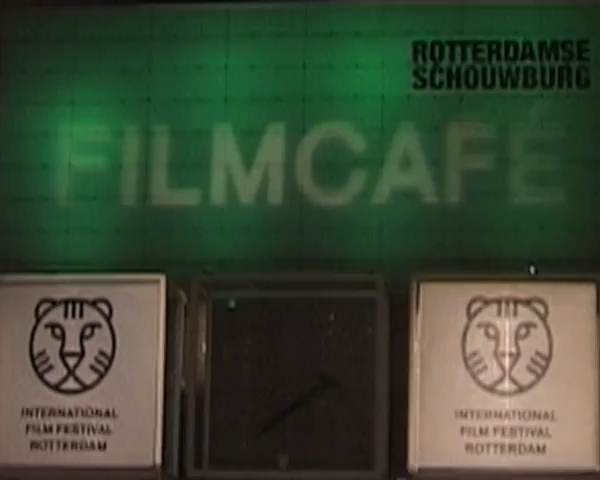 ROTTERDAMSE
SCHOUWBURG
FILMCAFÉ
INTERNATIONAL
FILM FESTIVAL
ROTTERDAM
INTERNATIONAL
FILM FESTIVAL
ROTTERDAM